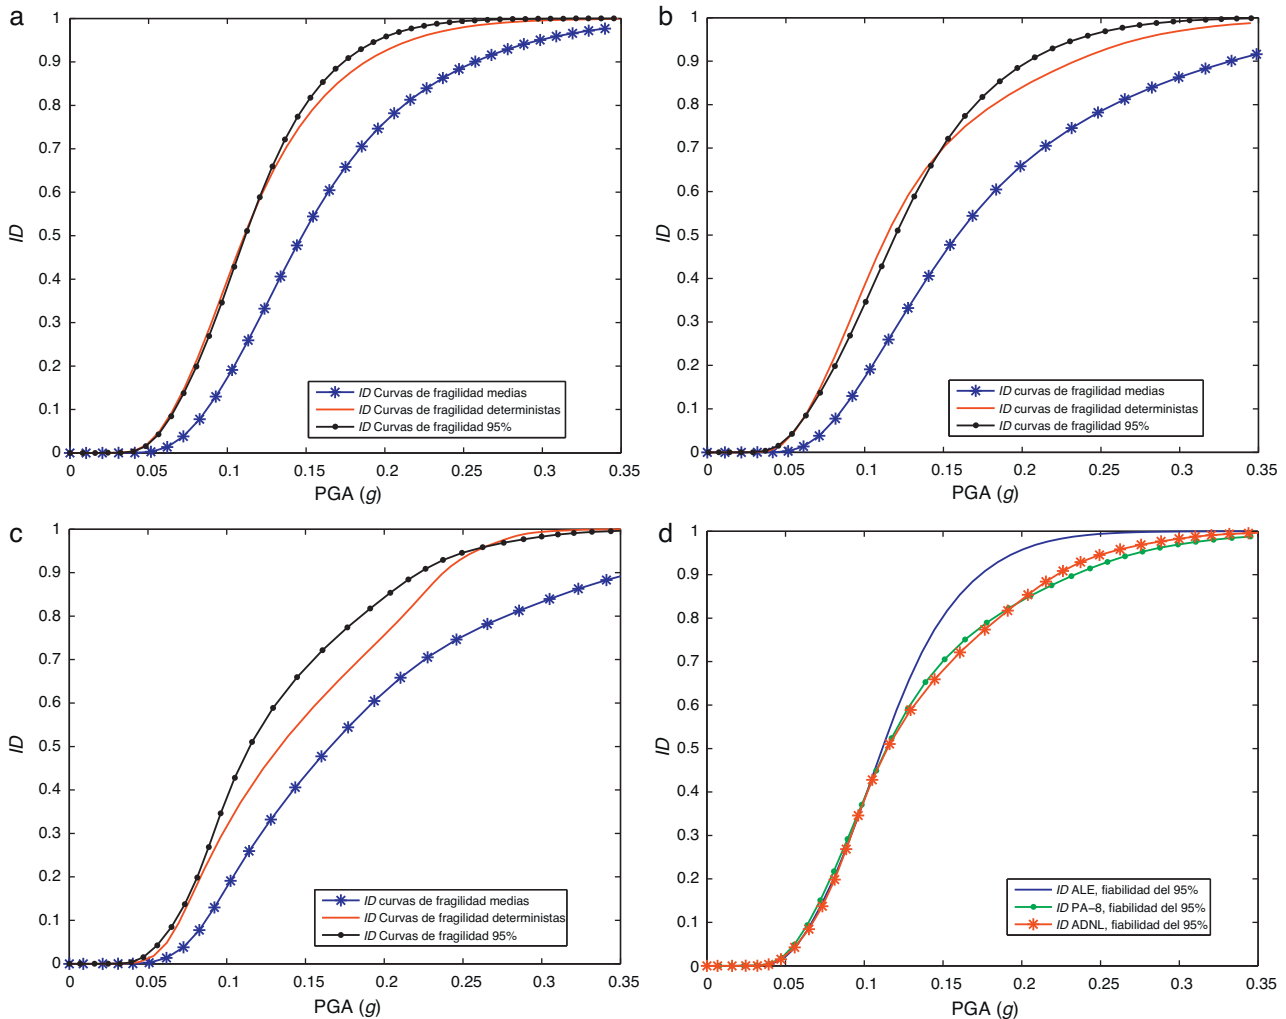 a
1
0.9
0.8
0.7
0.6
0.5
0.4
0.3
0.2
0.1
0
ID
ID Curvas de fragilidad medias
ID Curvas de fragilidad deterministas
ID Curvas de fragilidad 95%
0 0.05 0.1 0.15 0.2 0.25 0.3 0.35
PGA (g)
b
1
0.9
0.8
0.7
0.6
0.5
0.4
0.3
0.2
0.1
0
ID
ID curvas de fragilidad medias
ID curvas de fragilidad deterministas
ID curvas de fragilidad 95%
0 0.05 0.1 0.15 0.2 0.25 0.3 0.35
PGA (g)
c
1
0.9
0.8
0.7
0.6
0.5
0.4
0.3
0.2
0.1
0
ID
ID curvas de fragilidad medias
ID Curvas de fragilidad deterministas
ID Curvas de fragilidad 95%
0 0.05 0.1 0.15 0.2 0.25 0.3 0.35
PGA (g)
d
1
0.9
0.8
0.7
0.6
0.5
0.4
0.3
0.2
0.1
0
ID
ID ALE, fiabilidad del 95%
ID PA–8, fiabilidad del 95%
ID ADNL, fiabilidad del 95%
0 0.05 0.1 0.15 0.2 0.25 0.3 0.35
PGA (g)